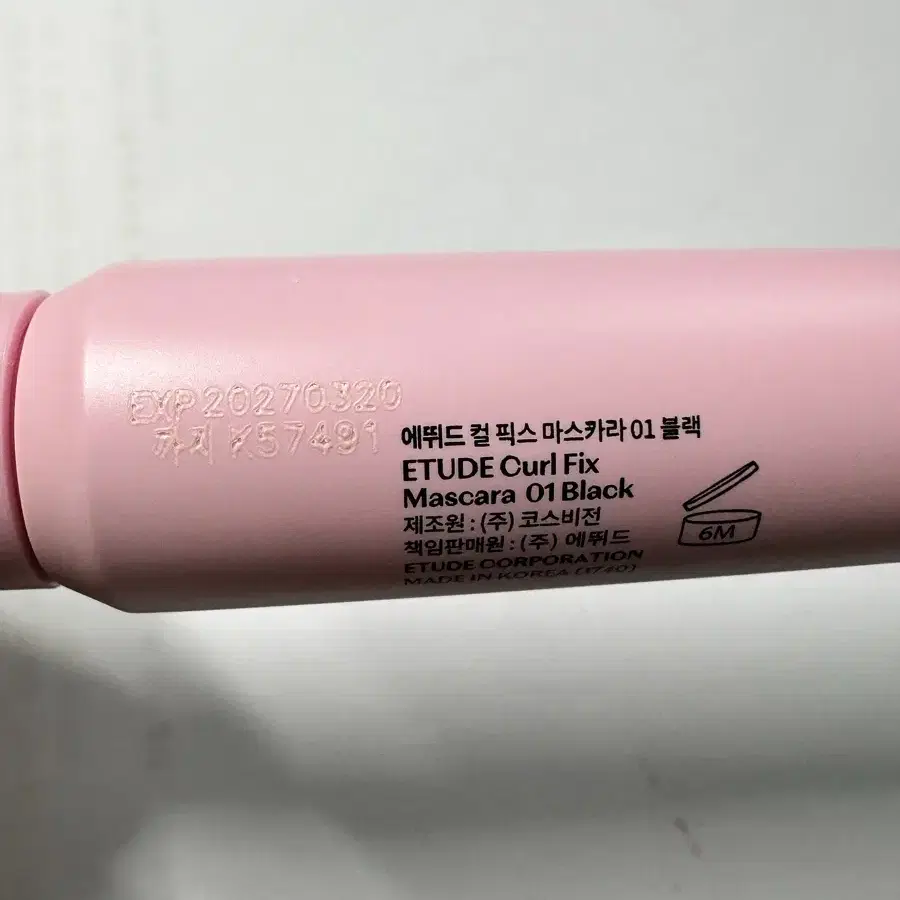 EXP 20270320
까지 K57491
에뛰드 컬 픽스 마스카라 01 블랙
ETUDE Curl Fix
Mascara 01 Black
제조원 : (주) 코스비전
책임판매원 : (주) 에뛰드
ETUDE CORPORATION
MADE IN KOREA (1740)
6M